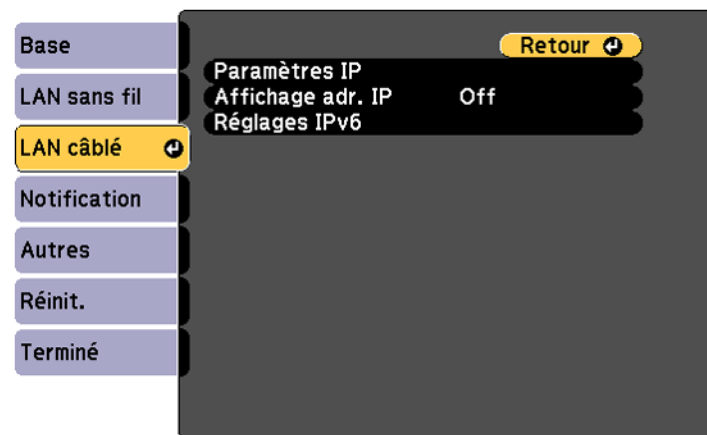 Base
LAN sans fil
LAN câblé
Notification
Autres
Réinit.
Terminé
Retour
Paramètres IP
Affichage adr. IP Off
Réglages IPv6